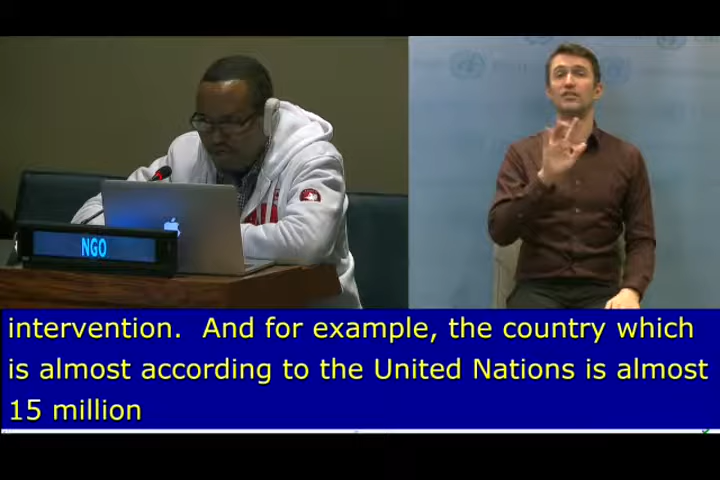 NGO
intervention.  And for example, the country which
is almost according to the United Nations is almost
15 million